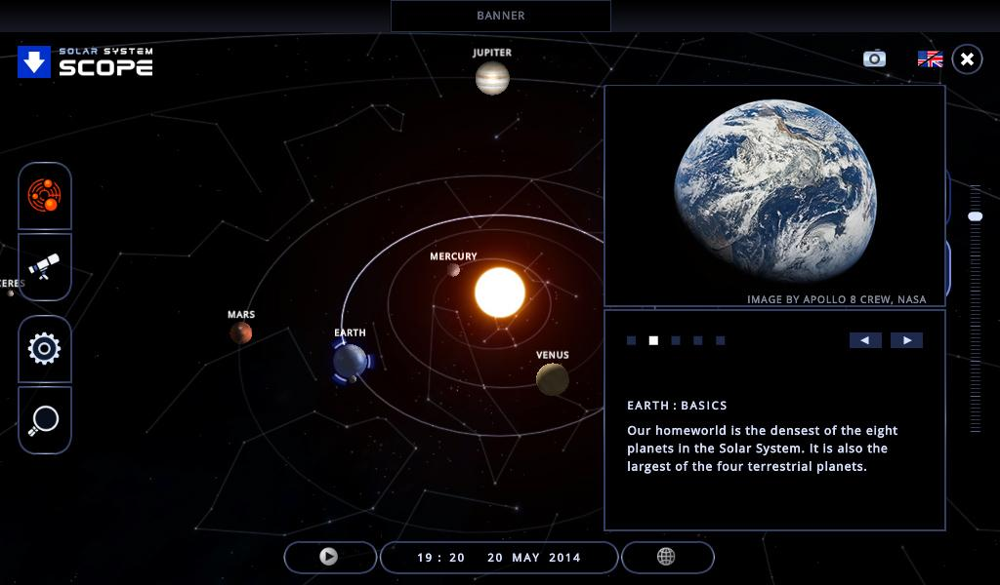 BANNER
SOLAR SYSTEM
SCOPE
JUPITER
MERCURY
MARS
EARTH
VENUS
IMAGE BY APOLLO 8 CREW, NASA
EARTH : BASICS
Our homeworld is the densest of the eight
planets in the Solar System. It is also the
largest of the four terrestrial planets.
19 : 20 20 MAY 2014